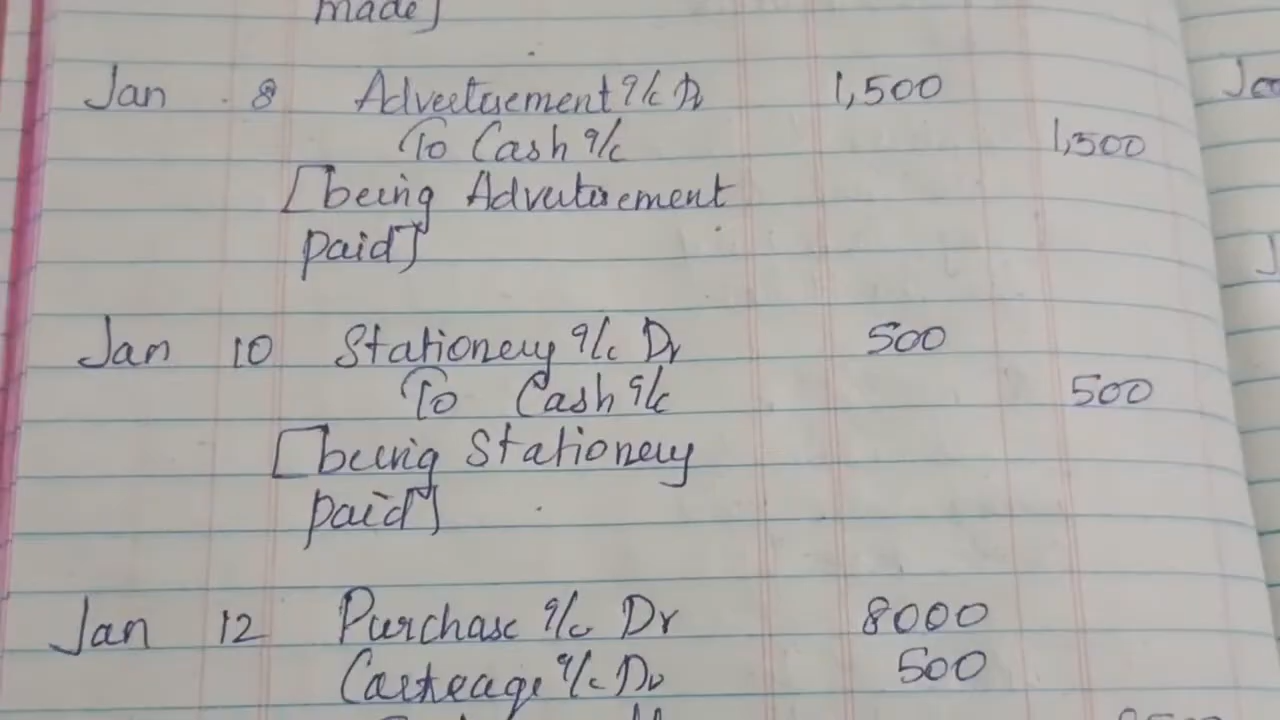 made]
Jan 8 Advertisement a/c Dr 1,500
To Cash a/c 1,500
[being Advertisement
paid]
Jan 10 Stationery a/c Dr 500
To Cash a/c 500
[being Stationery
paid]
Jan 12 Purchase a/c Dr 8000
Carteage a/c Dr 500